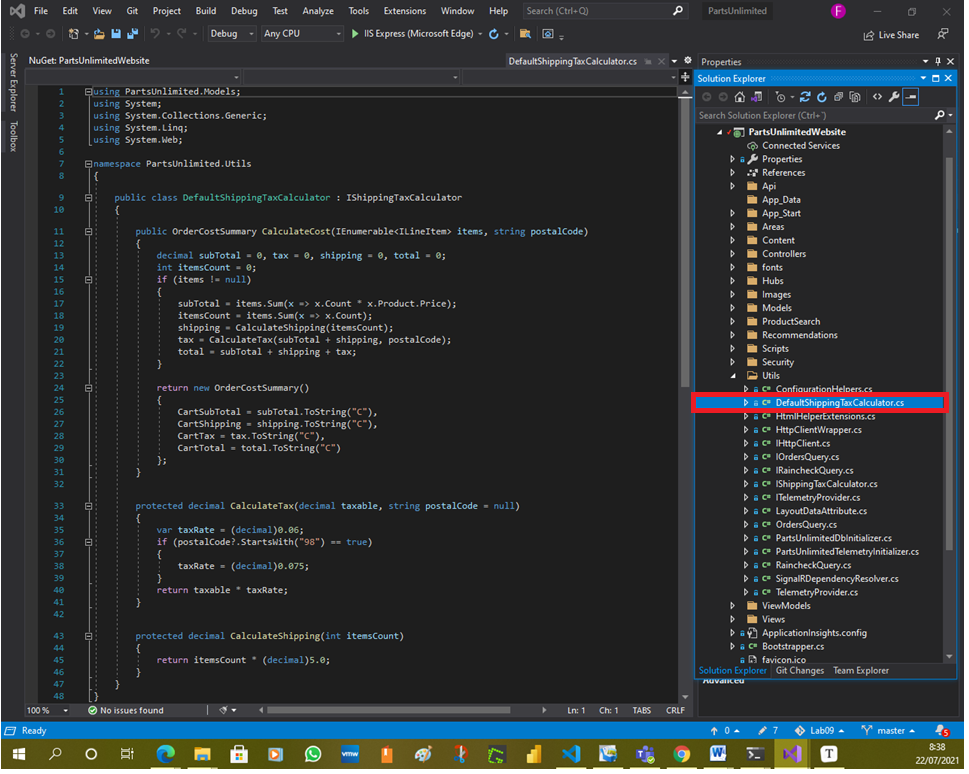 File Edit View Git Project Build Debug Test Analyze Tools Extensions Window Help Search (Ctrl+Q) PartsUnlimited F
Debug Any CPU IIS Express (Microsoft Edge) Live Share
NuGet: PartsUnlimitedWebsite DefaultShippingTaxCalculator.cs
Server Explorer
Toolbox
1 using PartsUnlimited.Models;
2 using System;
3 using System.Collections.Generic;
4 using System.Linq;
5 using System.Web;
6
7 namespace PartsUnlimited.Utils
8 {
9 public class DefaultShippingTaxCalculator : IShippingTaxCalculator
10 {
11 public OrderCostSummary CalculateCost(IEnumerable<ILineItem> items, string postalCode)
12 {
13 decimal subTotal = 0, tax = 0, shipping = 0, total = 0;
14 int itemsCount = 0;
15 if (items != null)
16 {
17 subTotal = items.Sum(x => x.Count * x.Product.Price);
18 itemsCount = items.Sum(x => x.Count);
19 shipping = CalculateShipping(itemsCount);
20 tax = CalculateTax(subTotal + shipping, postalCode);
21 total = subTotal + shipping + tax;
22 }
23
24 return new OrderCostSummary()
25 {
26 CartSubTotal = subTotal.ToString("C"),
27 CartShipping = shipping.ToString("C"),
28 CartTax = tax.ToString("C"),
29 CartTotal = total.ToString("C")
30 };
31 }
32
33 protected decimal CalculateTax(decimal taxable, string postalCode = null)
34 {
35 var taxRate = (decimal)0.06;
36 if (postalCode?.StartsWith("98") == true)
37 {
38 taxRate = (decimal)0.075;
39 }
40 return taxable * taxRate;
41 }
42
43 protected decimal CalculateShipping(int itemsCount)
44 {
45 return itemsCount * (decimal)5.0;
46 }
47 }
48 }
100 % No issues found Ln: 1 Ch: 1 TABS CRLF
Properties
Solution Explorer
Search Solution Explorer (Ctrl+¨)
PartsUnlimitedWebsite
Connected Services
Properties
References
Api
App_Data
App_Start
Areas
Content
Controllers
fonts
Hubs
Images
Models
ProductSearch
Recommendations
Scripts
Security
Utils
C# ConfigurationHelpers.cs
C# DefaultShippingTaxCalculator.cs
C# HtmlHelperExtensions.cs
C# HttpClientWrapper.cs
C# IHttpClient.cs
C# IOrdersQuery.cs
C# IRaincheckQuery.cs
C# IShippingTaxCalculator.cs
C# ITelemetryProvider.cs
C# LayoutDataAttribute.cs
C# OrdersQuery.cs
C# PartsUnlimitedDbInitializer.cs
C# PartsUnlimitedTelemetryInitializer.cs
C# RaincheckQuery.cs
C# SignalRDependencyResolver.cs
C# TelemetryProvider.cs
ViewModels
Views
ApplicationInsights.config
C# Bootstrapper.cs
favicon.ico
Solution Explorer Git Changes Team Explorer
Advanced
Ready 0 7 Lab09 master 5
vmw W T 8:38
22/07/2021